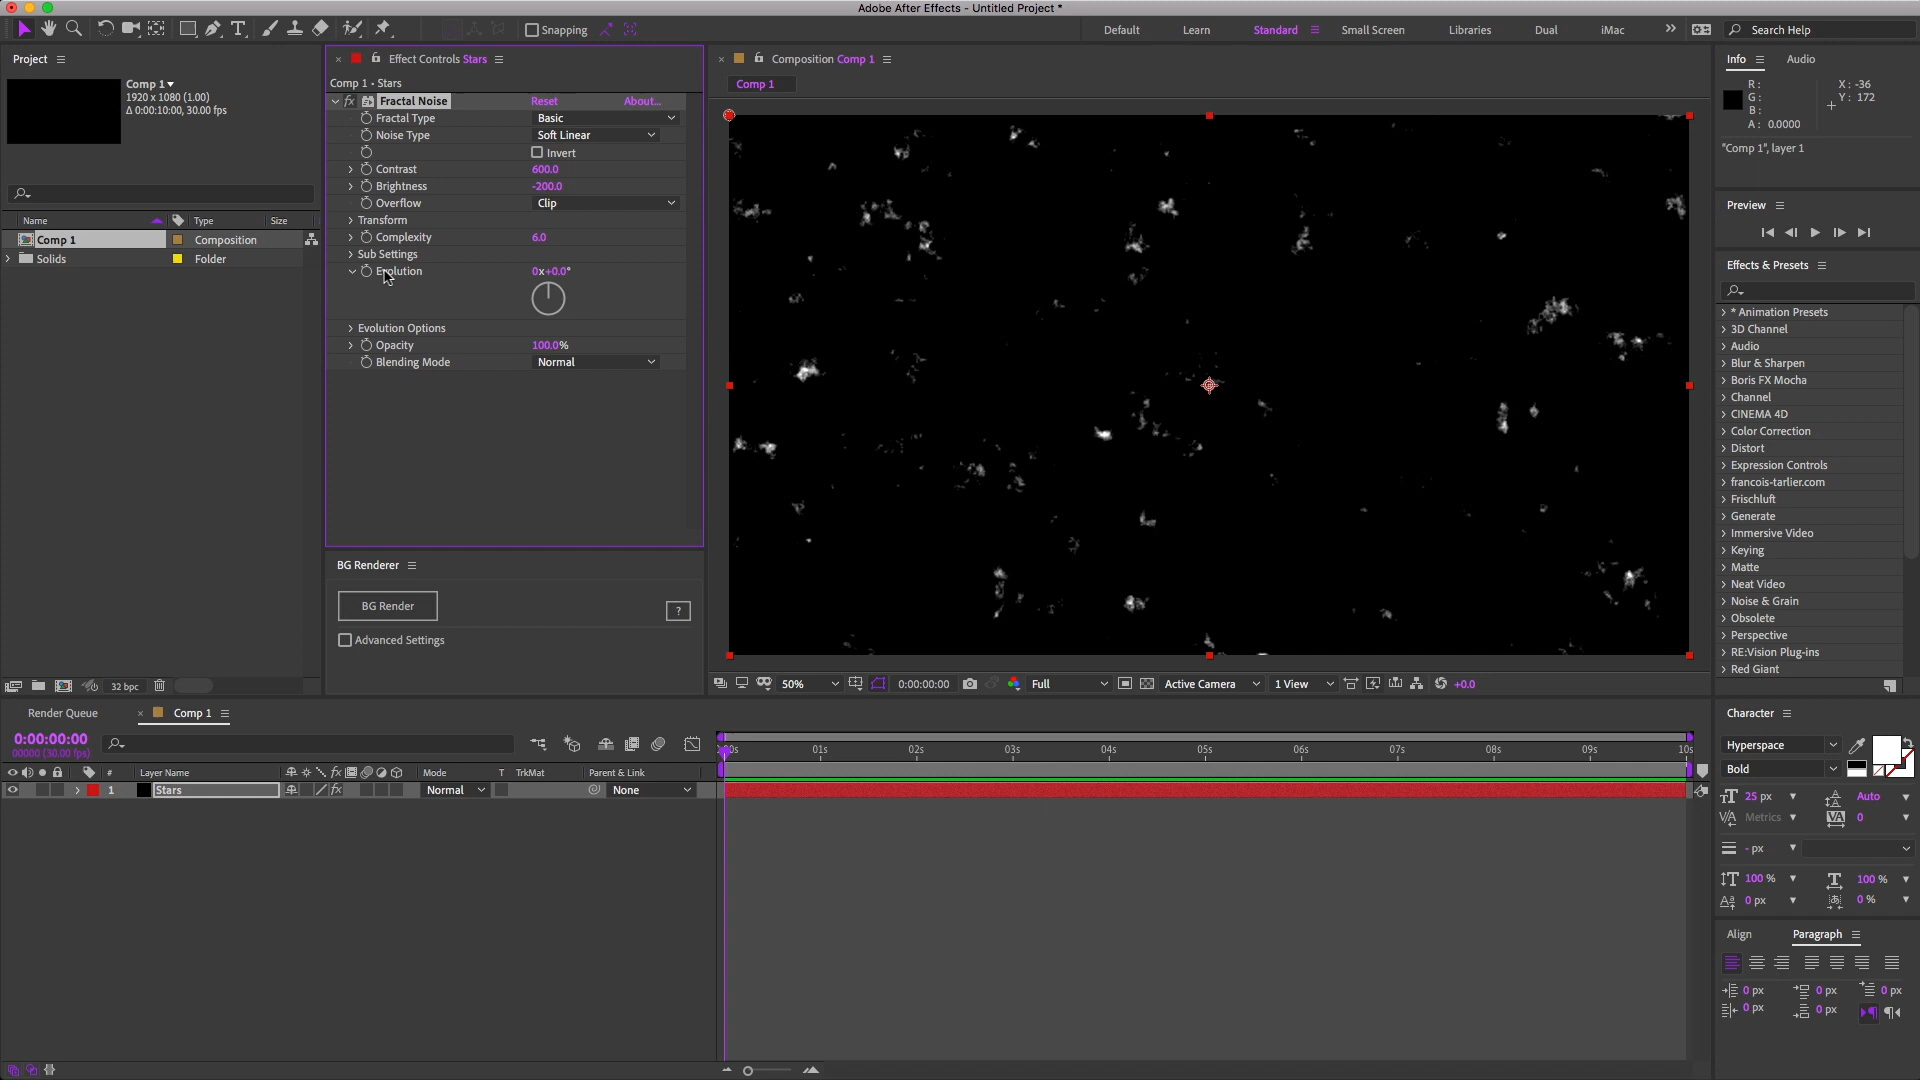 Adobe After Effects - Untitled Project *
Snapping
Default
Learn
Standard
Small Screen
Libraries
Dual
iMac
Search Help
Project
Comp 1
1920 x 1080 (1.00)
Δ 0:00:10:00, 30.00 fps
Name
Type
Size
Comp 1
Composition
Solids
Folder
32 bpc
Effect Controls Stars
Comp 1 • Stars
fx Fractal Noise
Reset
About...
Fractal Type
Basic
Noise Type
Soft Linear
Invert
Contrast
600.0
Brightness
-200.0
Overflow
Clip
Transform
Complexity
6.0
Sub Settings
Evolution
0x+0.0°
Evolution Options
Opacity
100.0%
Blending Mode
Normal
BG Renderer
BG Render
?
Advanced Settings
Composition Comp 1
Comp 1
50%
0:00:00:00
Full
Active Camera
1 View
+0.0
Info
Audio
R:
G:
B:
A: 0.0000
X: -36
Y: 172
"Comp 1", layer 1
Preview
Effects & Presets
* Animation Presets
3D Channel
Audio
Blur & Sharpen
Boris FX Mocha
Channel
CINEMA 4D
Color Correction
Distort
Expression Controls
francois-tarlier.com
Frischluft
Generate
Immersive Video
Keying
Matte
Neat Video
Noise & Grain
Obsolete
Perspective
RE:Vision Plug-ins
Red Giant
Render Queue
Comp 1
0:00:00:00
00000 (30.00 fps)
#
Layer Name
fx
Mode
T
TrkMat
Parent & Link
1
Stars
fx
Normal
None
01s
02s
03s
04s
05s
06s
07s
08s
09s
10s
Character
Hyperspace
Bold
25 px
Auto
Metrics
0
- px
100 %
100 %
0 px
0 %
Align
Paragraph
0 px
0 px
0 px
0 px
0 px